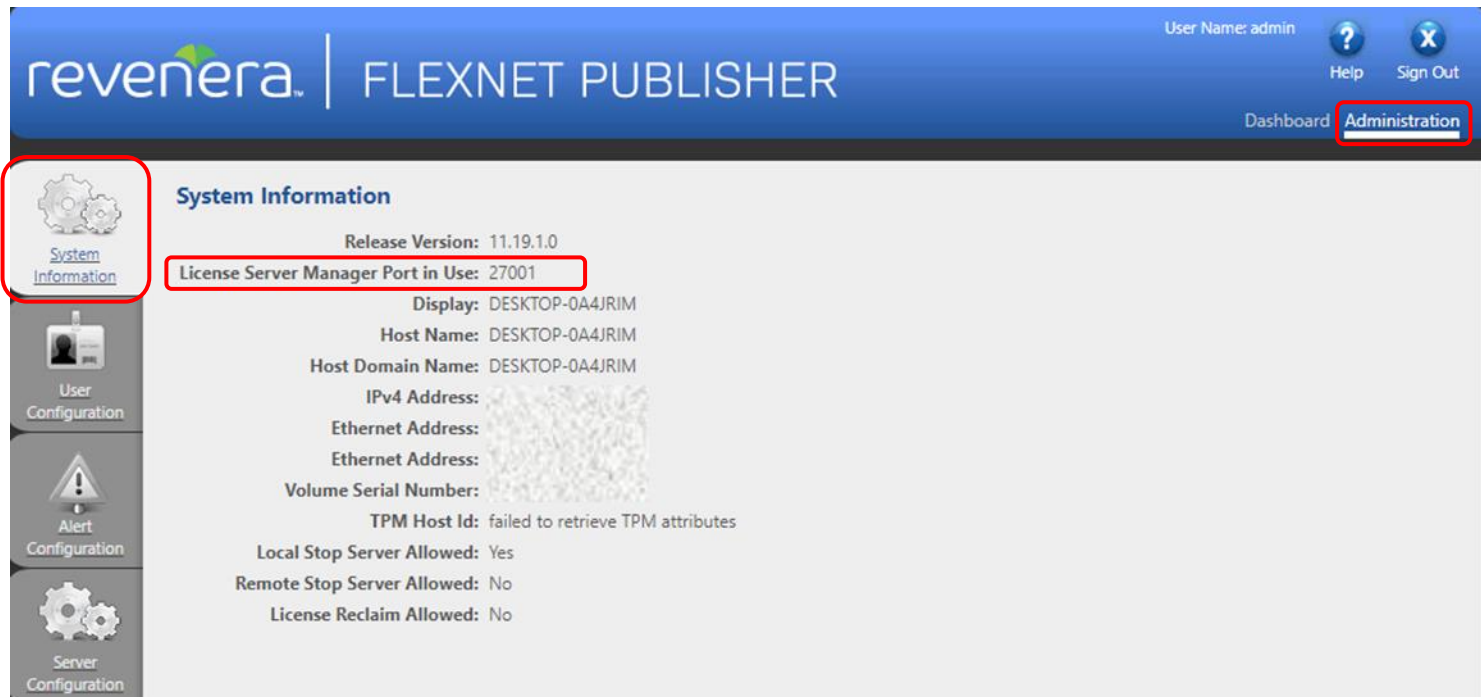 User Name: admin
?
X
Help
Sign Out
revenera™ | FLEXNET PUBLISHER
Dashboard Administration
System Information
System
Information
Release Version: 11.19.1.0
License Server Manager Port in Use: 27001
Display: DESKTOP-0A4JRIM
Host Name: DESKTOP-0A4JRIM
Host Domain Name: DESKTOP-0A4JRIM
IPv4 Address:
Ethernet Address:
Ethernet Address:
Volume Serial Number:
TPM Host Id: failed to retrieve TPM attributes
Local Stop Server Allowed: Yes
Remote Stop Server Allowed: No
License Reclaim Allowed: No
User
Configuration
Alert
Configuration
Server
Configuration